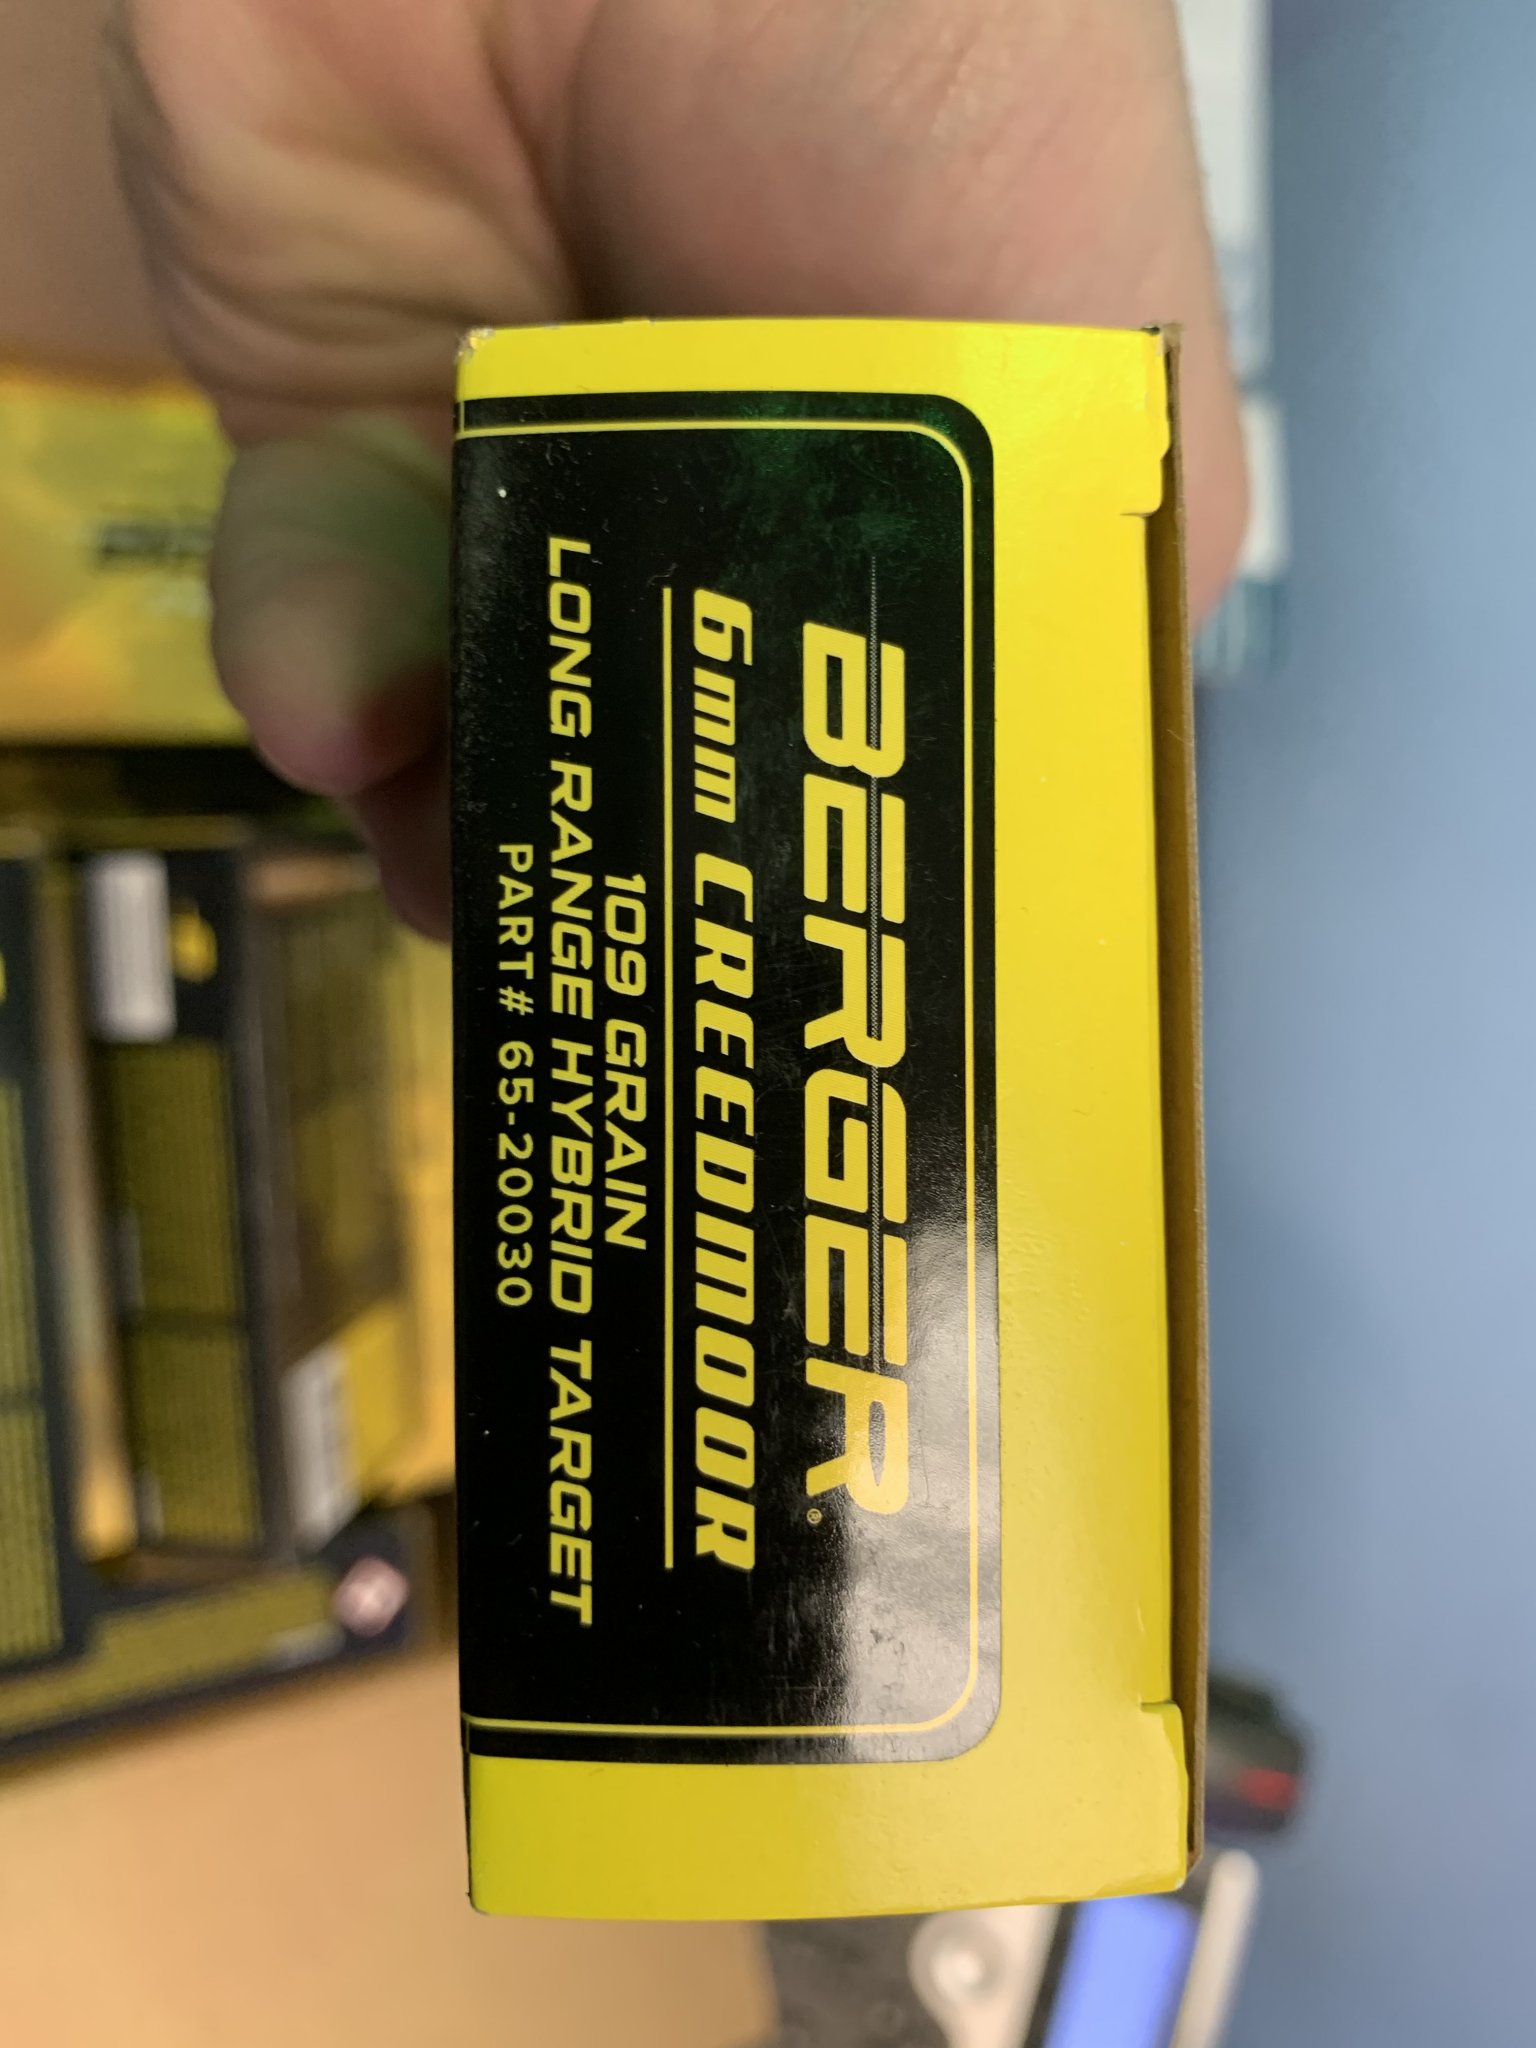 BERGER®
6mm CREEDMOOR
109 GRAIN
LONG RANGE HYBRID TARGET
PART# 65-20030